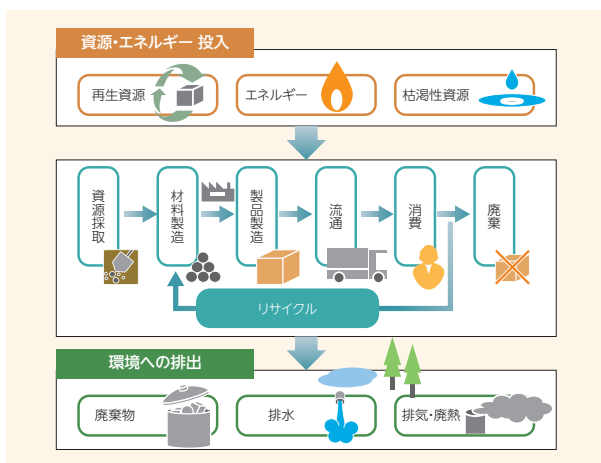 資源・エネルギー 投入
再生資源
エネルギー
枯渇性資源
資源採取
材料製造
製品製造
流通
消費
廃棄
リサイクル
環境への排出
廃棄物
排水
排気・廃熱